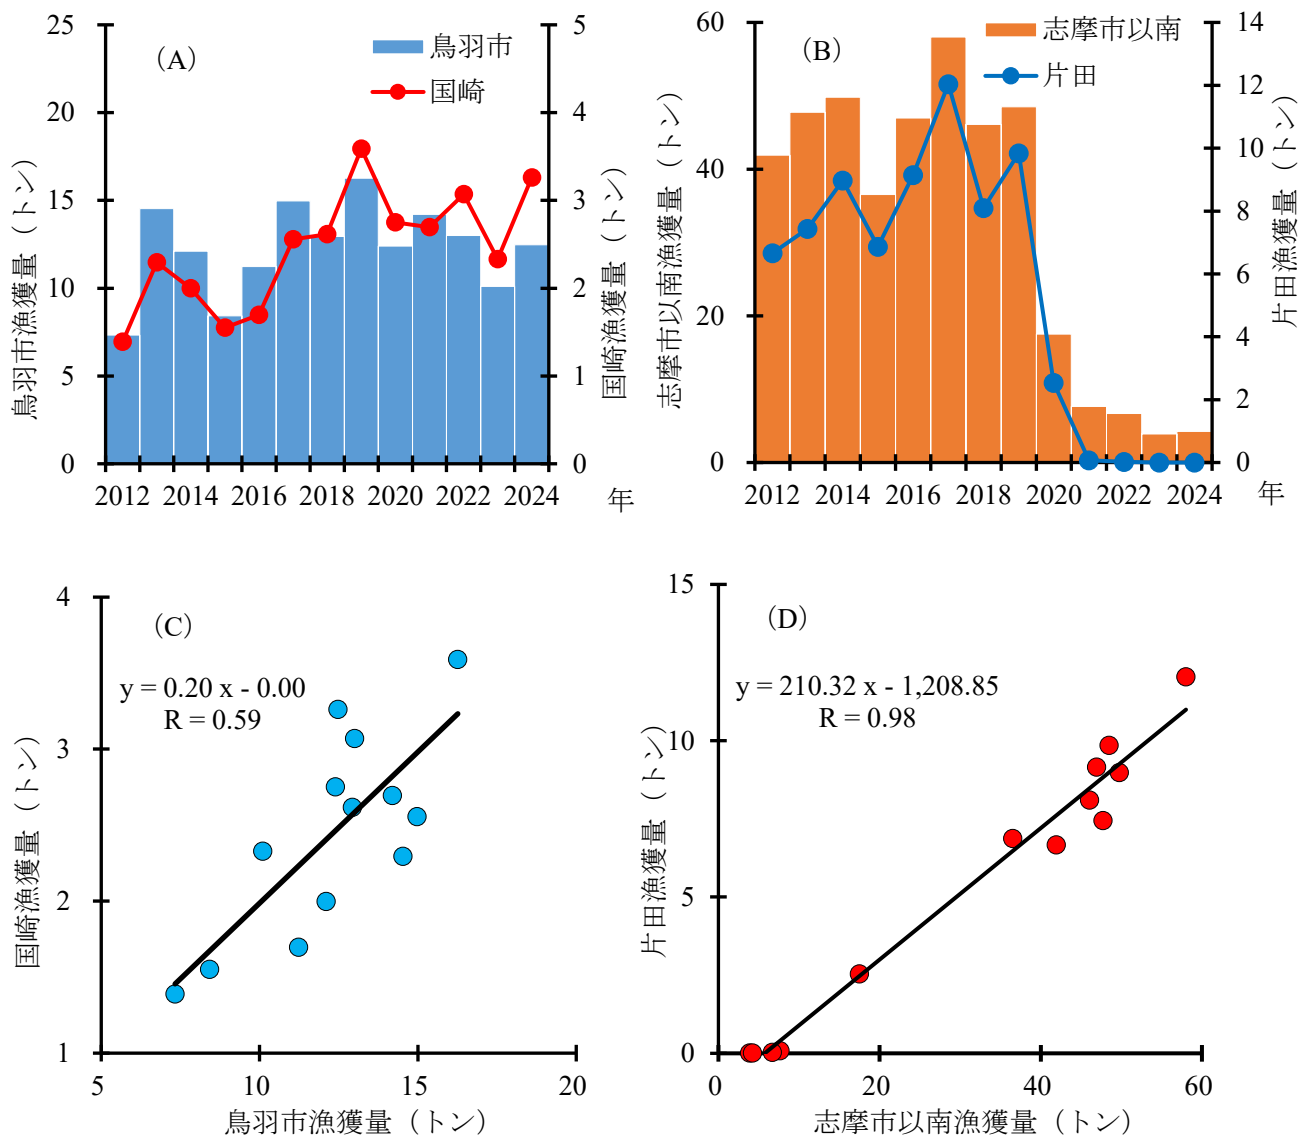 (A)
鳥羽市
国崎
25
20
15
10
5
0
5
4
3
2
1
0
鳥羽市漁獲量（トン）
国崎漁獲量（トン）
2012 2014 2016 2018 2020 2022 2024
年
(B)
志摩市以南
片田
60
40
20
0
14
12
10
8
6
4
2
0
志摩市以南漁獲量（トン）
片田漁獲量（トン）
2012 2014 2016 2018 2020 2022 2024
年
(C)
y = 0.20 x - 0.00
R = 0.59
4
3
2
1
国崎漁獲量（トン）
5 10 15 20
鳥羽市漁獲量（トン）
(D)
y = 210.32 x - 1,208.85
R = 0.98
15
10
5
0
片田漁獲量（トン）
0 20 40 60
志摩市以南漁獲量（トン）